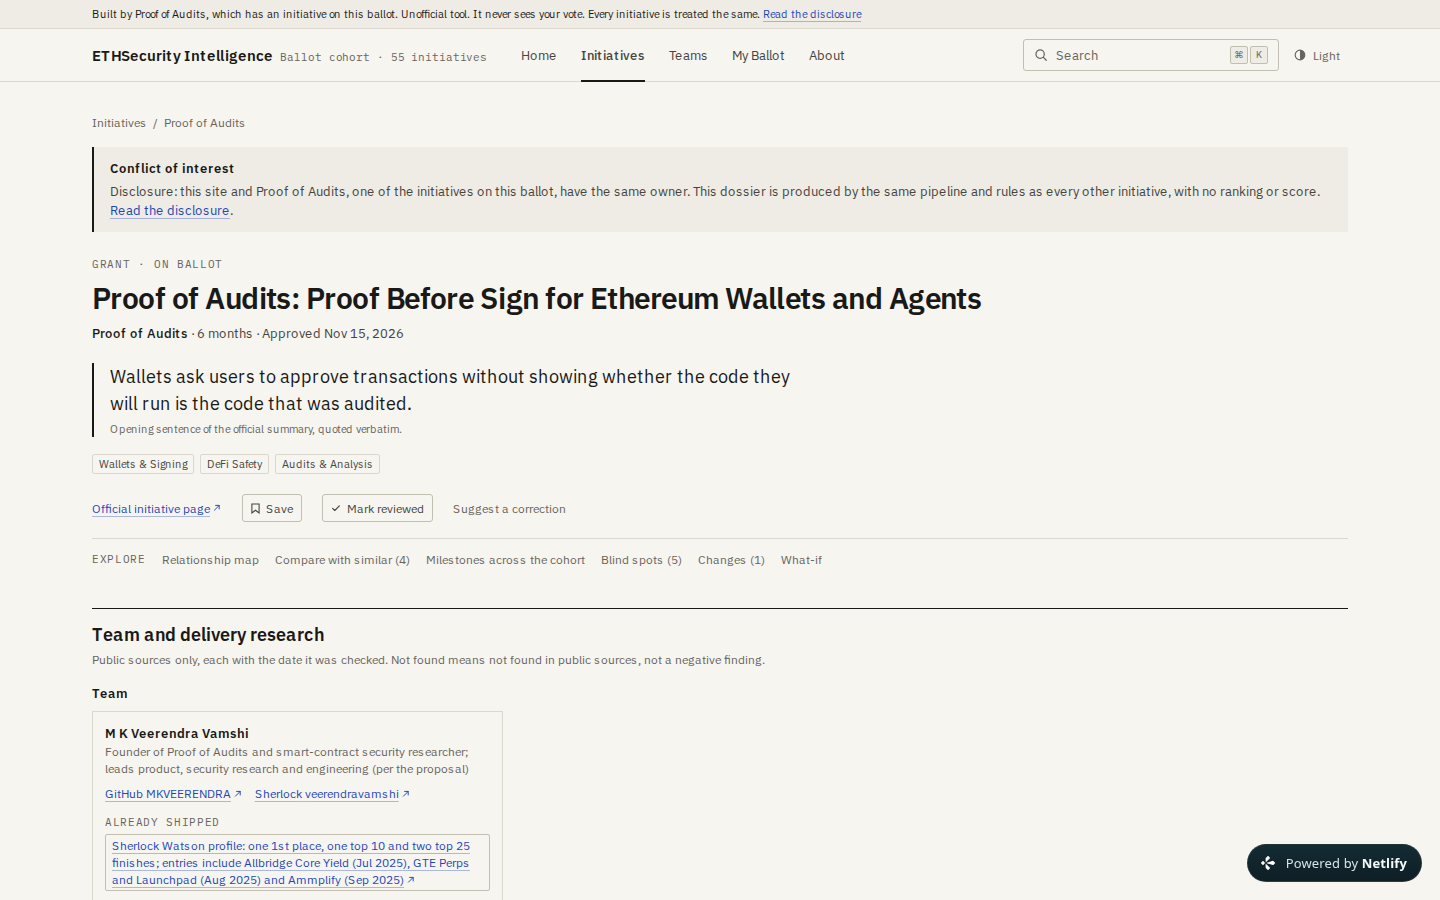 Built by Proof of Audits, which has an initiative on this ballot. Unofficial tool. It never sees your vote. Every initiative is treated the same. Read the disclosure
ETHSecurity Intelligence Ballot cohort · 55 initiatives Home Initiatives Teams My Ballot About Search ⌘ K Light
Initiatives / Proof of Audits
Conflict of interest
Disclosure: this site and Proof of Audits, one of the initiatives on this ballot, have the same owner. This dossier is produced by the same pipeline and rules as every other initiative, with no ranking or score.
Read the disclosure.
GRANT · ON BALLOT
Proof of Audits: Proof Before Sign for Ethereum Wallets and Agents
Proof of Audits · 6 months · Approved Nov 15, 2026
Wallets ask users to approve transactions without showing whether the code they
will run is the code that was audited.
Opening sentence of the official summary, quoted verbatim.
Wallets & Signing DeFi Safety Audits & Analysis
Official initiative page ↗ Save Mark reviewed Suggest a correction
EXPLORE Relationship map Compare with similar (4) Milestones across the cohort Blind spots (5) Changes (1) What-if
Team and delivery research
Public sources only, each with the date it was checked. Not found means not found in public sources, not a negative finding.
Team
M K Veerendra Vamshi
Founder of Proof of Audits and smart-contract security researcher;
leads product, security research and engineering (per the proposal)
GitHub MKVEERENDRA ↗ Sherlock veerendravamshi ↗
ALREADY SHIPPED
Sherlock Watson profile: one 1st place, one top 10 and two top 25
finishes; entries include Allbridge Core Yield (Jul 2025), GTE Perps
and Launchpad (Aug 2025) and Ammplify (Sep 2025) ↗
Powered by Netlify